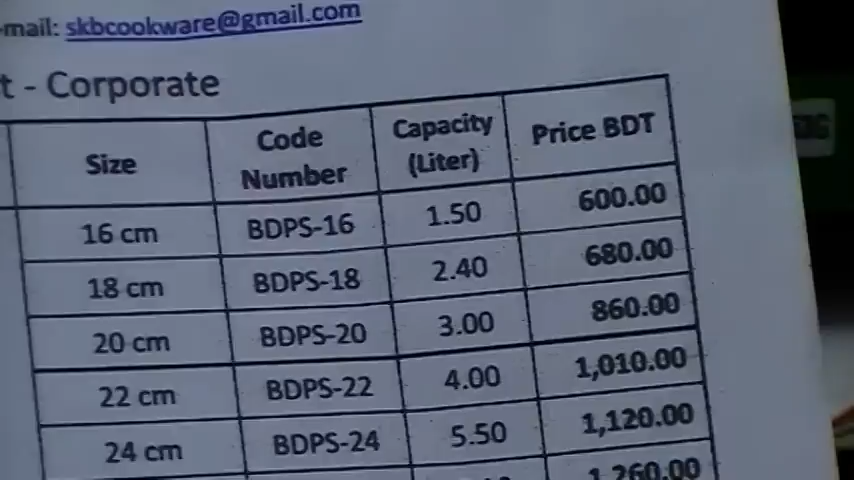 -mail: skbcookware@gmail.com
t - Corporate
Size Code Number Capacity (Liter) Price BDT
16 cm BDPS-16 1.50 600.00
18 cm BDPS-18 2.40 680.00
20 cm BDPS-20 3.00 860.00
22 cm BDPS-22 4.00 1,010.00
24 cm BDPS-24 5.50 1,120.00
1,260.00